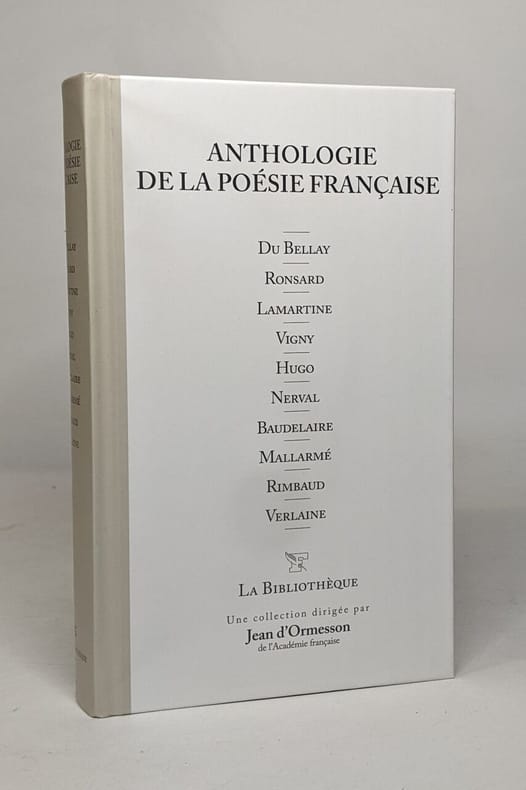 ANTHOLOGIE
DE LA POÉSIE FRANÇAISE
DU BELLAY
RONSARD
LAMARTINE
VIGNY
HUGO
NERVAL
BAUDELAIRE
MALLARMÉ
RIMBAUD
VERLAINE
F
LA BIBLIOTHÈQUE
Une collection dirigée par
Jean d'Ormesson
de l'Académie française